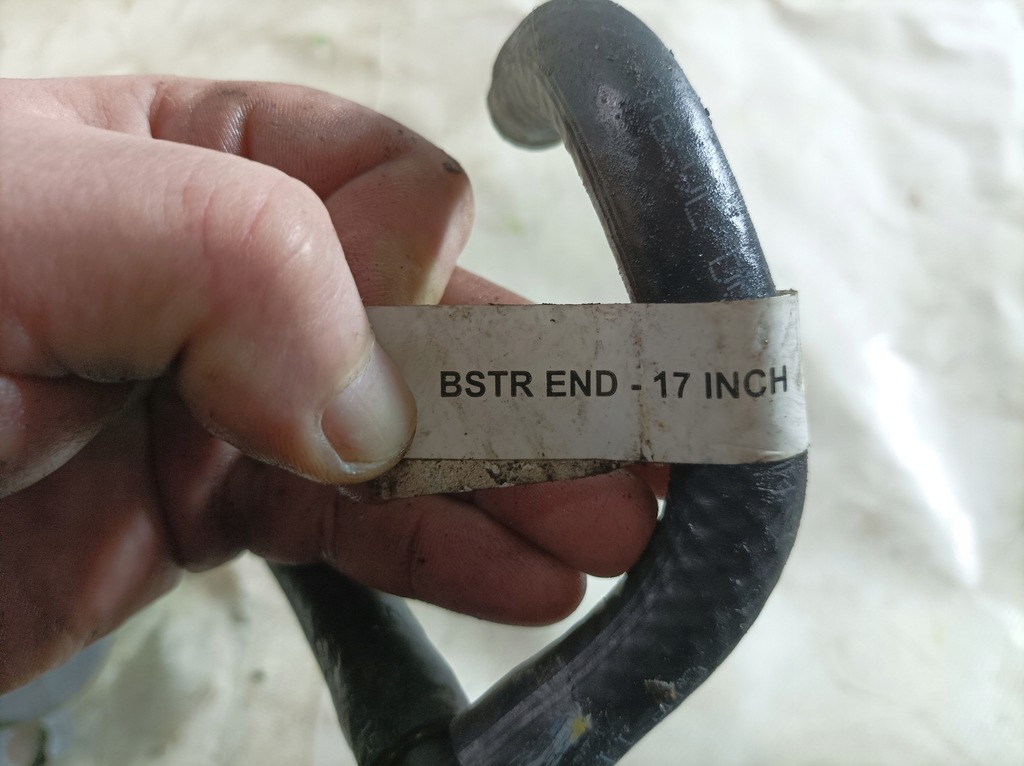 BSTR END - 17 INCH